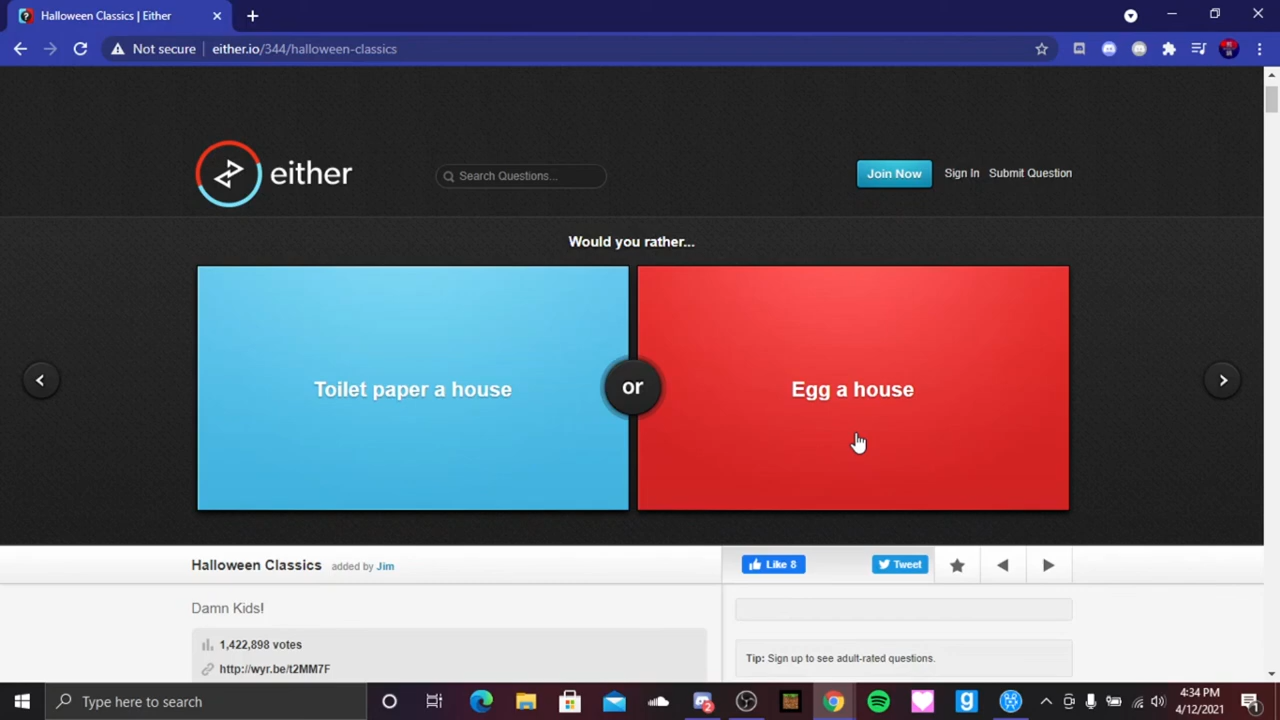 Halloween Classics | Either
Not secure
either.io/344/halloween-classics
either
Search Questions...
Join Now
Sign In
Submit Question
Would you rather...
Toilet paper a house
or
Egg a house
Halloween Classics added by Jim
Like 8
Tweet
Damn Kids!
1,422,898 votes
http://wyr.be/t2MM7F
Tip: Sign up to see adult-rated questions.
Type here to search
2
4:34 PM
4/12/2021
1